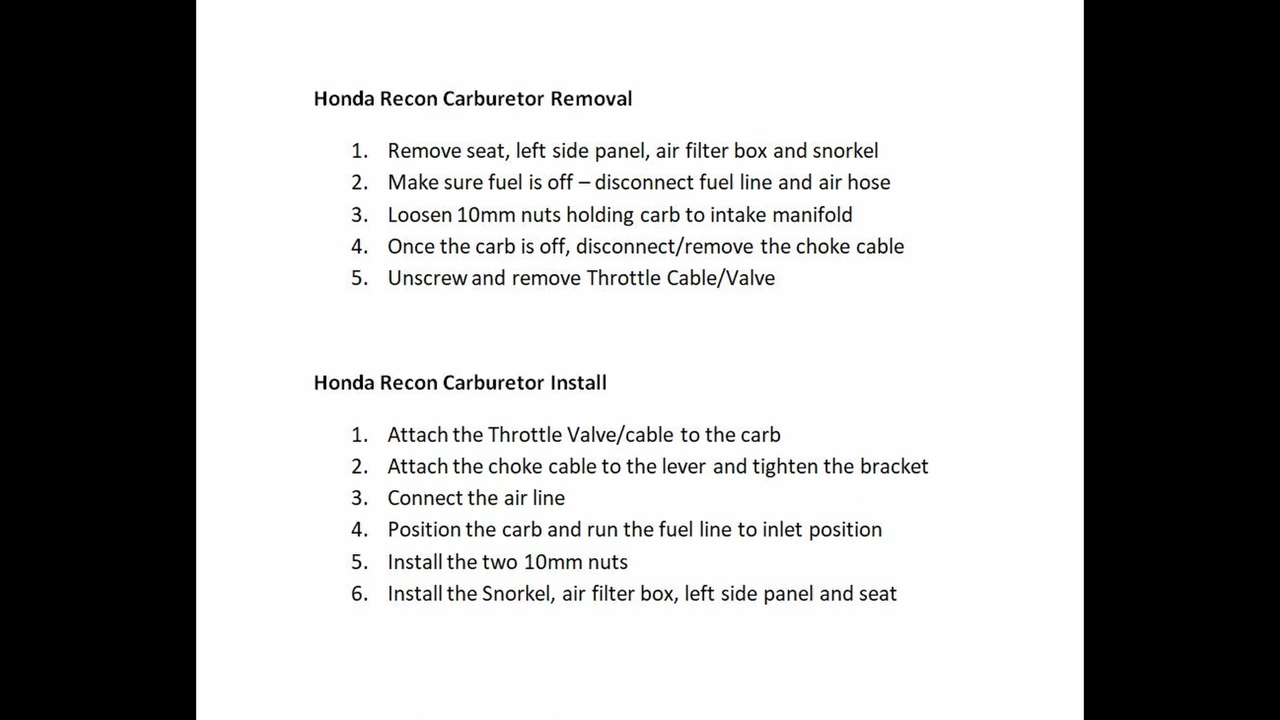 Honda Recon Carburetor Removal
1. Remove seat, left side panel, air filter box and snorkel
2. Make sure fuel is off – disconnect fuel line and air hose
3. Loosen 10mm nuts holding carb to intake manifold
4. Once the carb is off, disconnect/remove the choke cable
5. Unscrew and remove Throttle Cable/Valve
Honda Recon Carburetor Install
1. Attach the Throttle Valve/cable to the carb
2. Attach the choke cable to the lever and tighten the bracket
3. Connect the air line
4. Position the carb and run the fuel line to inlet position
5. Install the two 10mm nuts
6. Install the Snorkel, air filter box, left side panel and seat